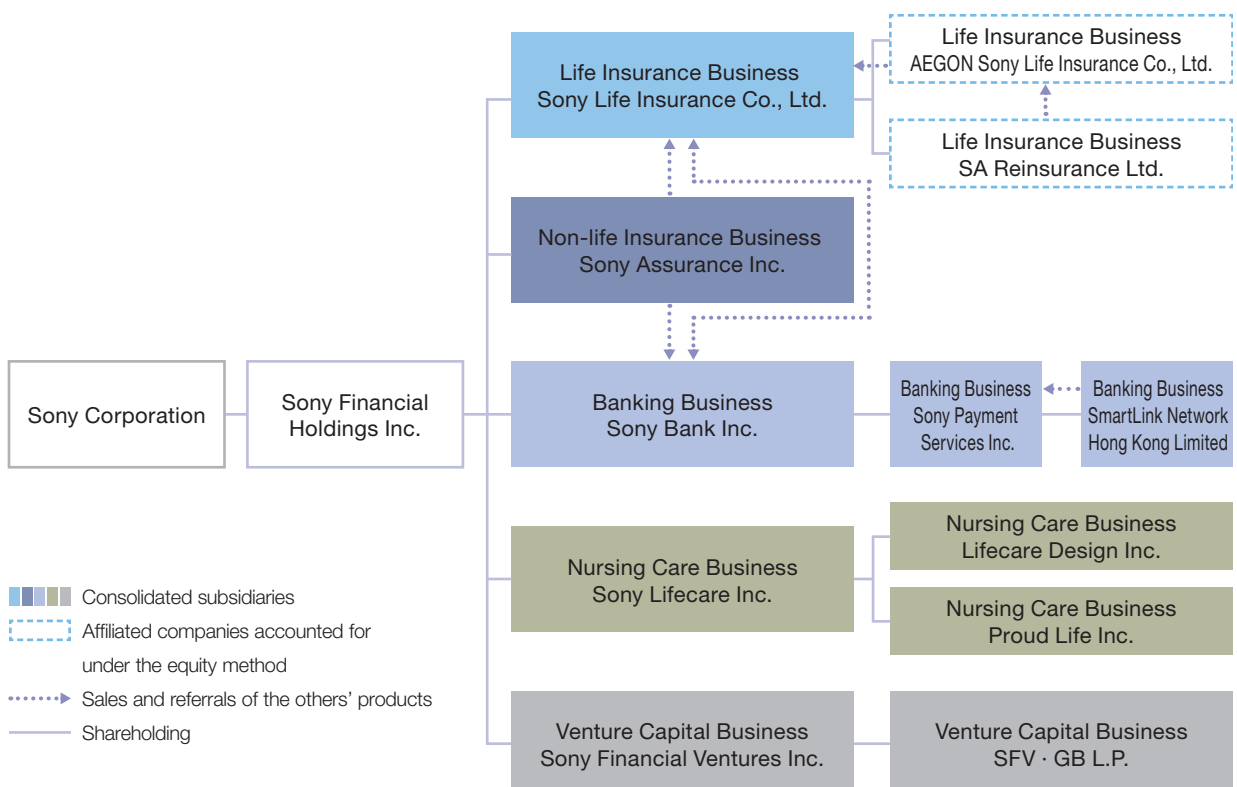 Life Insurance Business
Sony Life Insurance Co., Ltd.
Life Insurance Business
AEGON Sony Life Insurance Co., Ltd.
Life Insurance Business
SA Reinsurance Ltd.
Non-life Insurance Business
Sony Assurance Inc.
Sony Corporation
Sony Financial
Holdings Inc.
Banking Business
Sony Bank Inc.
Banking Business
Sony Payment
Services Inc.
Banking Business
SmartLink Network
Hong Kong Limited
Nursing Care Business
Sony Lifecare Inc.
Nursing Care Business
Lifecare Design Inc.
Nursing Care Business
Proud Life Inc.
Venture Capital Business
Sony Financial Ventures Inc.
Venture Capital Business
SFV · GB L.P.
Consolidated subsidiaries
Affiliated companies accounted for
under the equity method
Sales and referrals of the others’ products
Shareholding